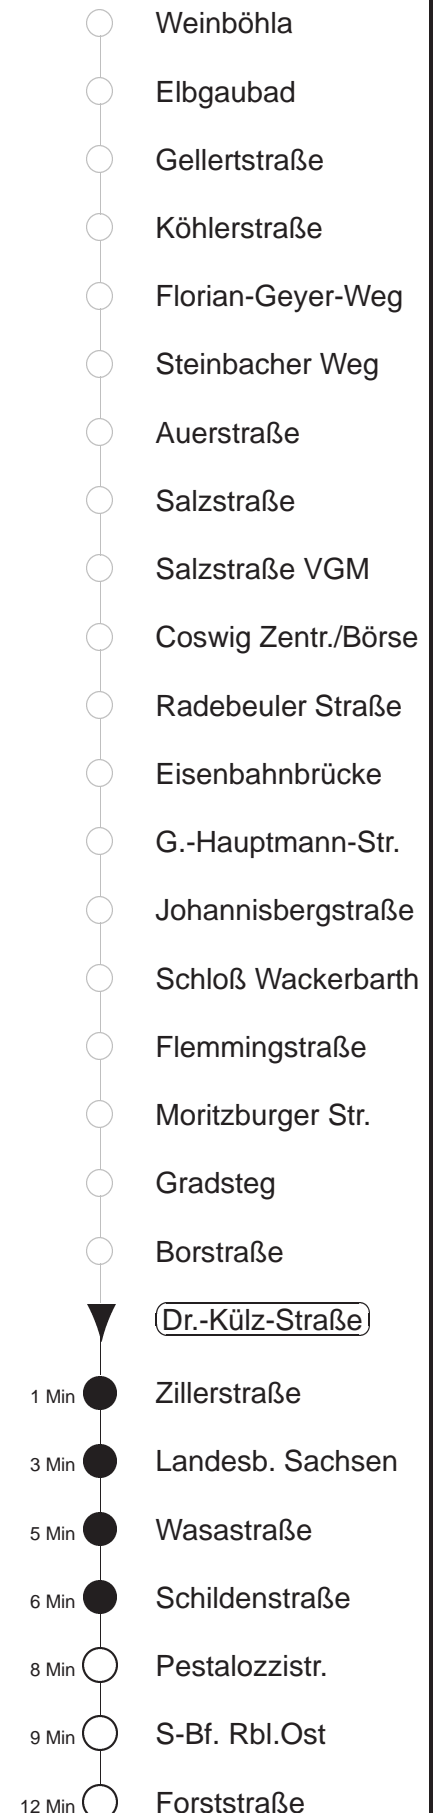 Weinböhla
Elbgaubad
Gellertstraße
Köhlerstraße
Florian-Geyer-Weg
Steinbacher Weg
Auerstraße
Salzstraße
Salzstraße VGM
Coswig Zentr./Börse
Radebeuler Straße
Eisenbahnbrücke
G.-Hauptmann-Str.
Johannisbergstraße
Schloß Wackerbarth
Flemmingstraße
Moritzburger Str.
Gradsteg
Borstraße
Dr.-Külz-Straße
1 Min Zillerstraße
3 Min Landesb. Sachsen
5 Min Wasastraße
6 Min Schildenstraße
8 Min Pestalozzistr.
9 Min S-Bf. Rbl.Ost
12 Min Forststraße